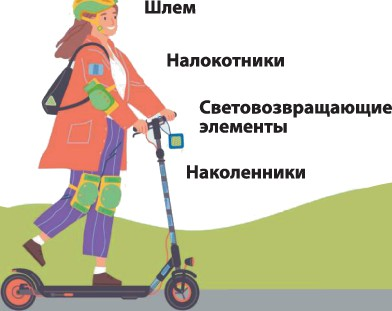 Шлем
Налокотники
Световозвращающие
элементы
Наколенники